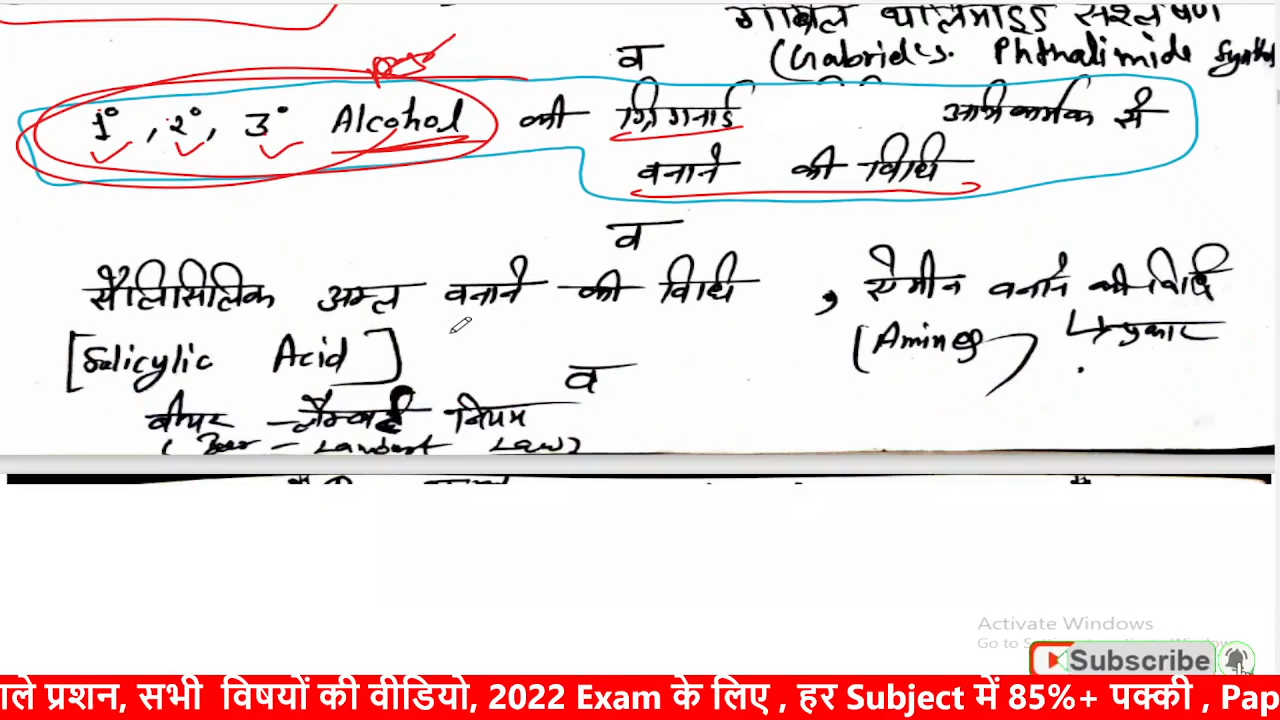 गाब्रिल थालिमाइड संश्लेषण
व
(Gabriel's. Phthalimide
1°, 2°, 3° Alcohol को ग्रिगनार्ड अभिकर्मक से
बनाने की विधि
व
सैलिसिलिक अम्ल बनाने की विधि , ऐमीन बनाने की विधि
[Salicylic Acid] (Amines)
व
बीयर - लैम्बर्ट नियम
(Beer - Lambert Law)
Activate Windows
Go to
Subscribe
ाले प्रशन, सभी विषयों की वीडियो, 2022 Exam के लिए , हर Subject में 85%+ पक्की , Pap